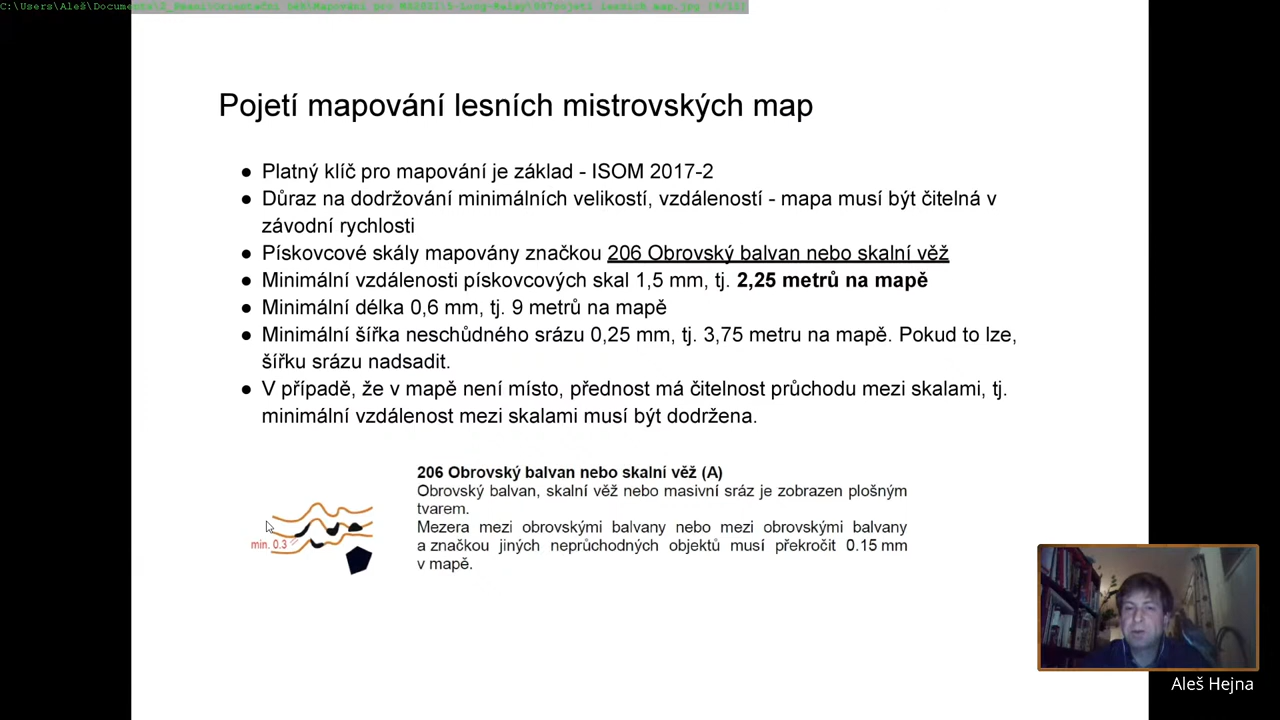 Pojetí mapování lesních mistrovských map
● Platný klíč pro mapování je základ - ISOM 2017-2
● Důraz na dodržování minimálních velikostí, vzdáleností - mapa musí být čitelná v
závodní rychlosti
● Pískovcové skály mapovány značkou 206 Obrovský balvan nebo skalní věž
● Minimální vzdálenosti pískovcových skal 1,5 mm, tj. 2,25 metrů na mapě
● Minimální délka 0,6 mm, tj. 9 metrů na mapě
● Minimální šířka neschůdného srázu 0,25 mm, tj. 3,75 metru na mapě. Pokud to lze,
šířku srázu nadsadit.
● V případě, že v mapě není místo, přednost má čitelnost průchodu mezi skalami, tj.
minimální vzdálenost mezi skalami musí být dodržena.
206 Obrovský balvan nebo skalní věž (A)
Obrovský balvan, skalní věž nebo masivní sráz je zobrazen plošným
tvarem.
Mezera mezi obrovskými balvany nebo mezi obrovskými balvany
a značkou jiných neprůchodných objektů musí překročit 0.15 mm
v mapě.
min. 0.3
Aleš Hejna